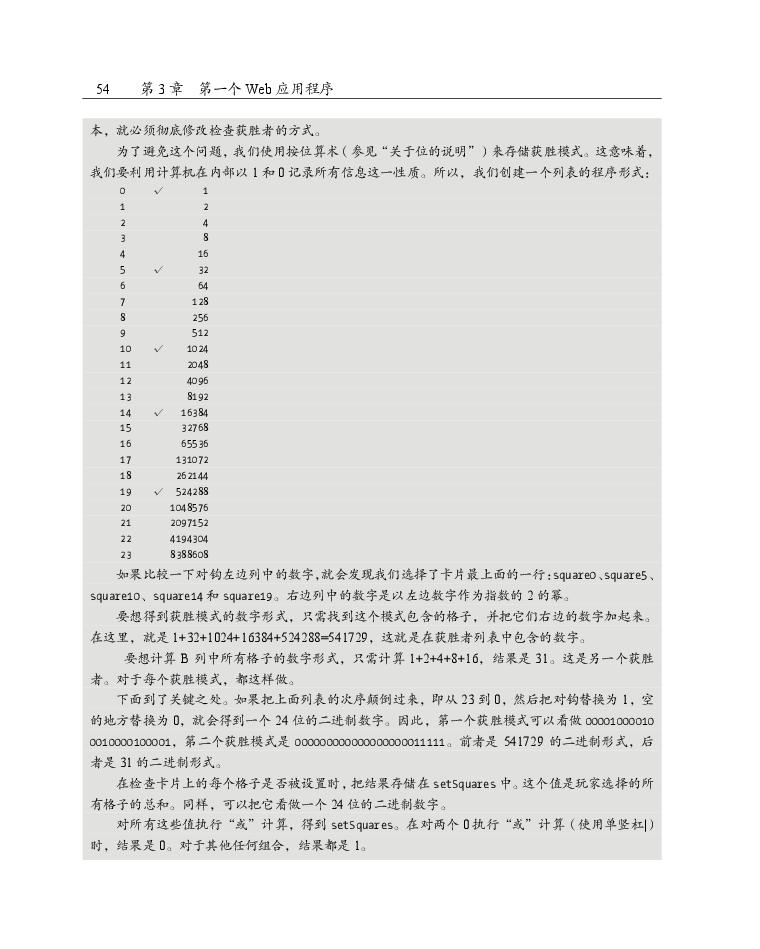 54 第 3 章 第一个 Web 应用程序
本，就必须彻底修改检查获胜者的方式。
为了避免这个问题，我们使用按位算术（参见“关于位的说明”）来存储获胜模式。这意味着，
我们要利用计算机在内部以 1 和 0 记录所有信息这一性质。所以，我们创建一个列表的程序形式：
0 √ 1
1 2
2 4
3 8
4 16
5 √ 32
6 64
7 128
8 256
9 512
10 √ 1024
11 2048
12 4096
13 8192
14 √ 16384
15 32768
16 65536
17 131072
18 262144
19 √ 524288
20 1048576
21 2097152
22 4194304
23 8388608
如果比较一下对钩左边列中的数字，就会发现我们选择了卡片最上面的一行：square0、square5、
square10、square14 和 square19。右边列中的数字是以左边数字作为指数的 2 的幂。
要想得到获胜模式的数字形式，只需找到这个模式包含的格子，并把它们右边的数字加起来。
在这里，就是 1+32+1024+16384+524288=541729，这就是在获胜者列表中包含的数字。
要想计算 B 列中所有格子的数字形式，只需计算 1+2+4+8+16，结果是 31。这是另一个获胜
者。对于每个获胜模式，都这样做。
下面到了关键之处。如果把上面列表的次序颠倒过来，即从 23 到 0，然后把对钩替换为 1，空
的地方替换为 0，就会得到一个 24 位的二进制数字。因此，第一个获胜模式可以看做 00001000010
0010000100001，第二个获胜模式是 000000000000000000011111。前者是 541729 的二进制形式，后
者是 31 的二进制形式。
在检查卡片上的每个格子是否被设置时，把结果存储在 setSquares 中。这个值是玩家选择的所
有格子的总和。同样，可以把它看做一个 24 位的二进制数字。
对所有这些值执行“或”计算，得到 setSquares。在对两个 0 执行“或”计算（使用单竖杠|）
时，结果是 0。对于其他任何组合，结果都是 1。